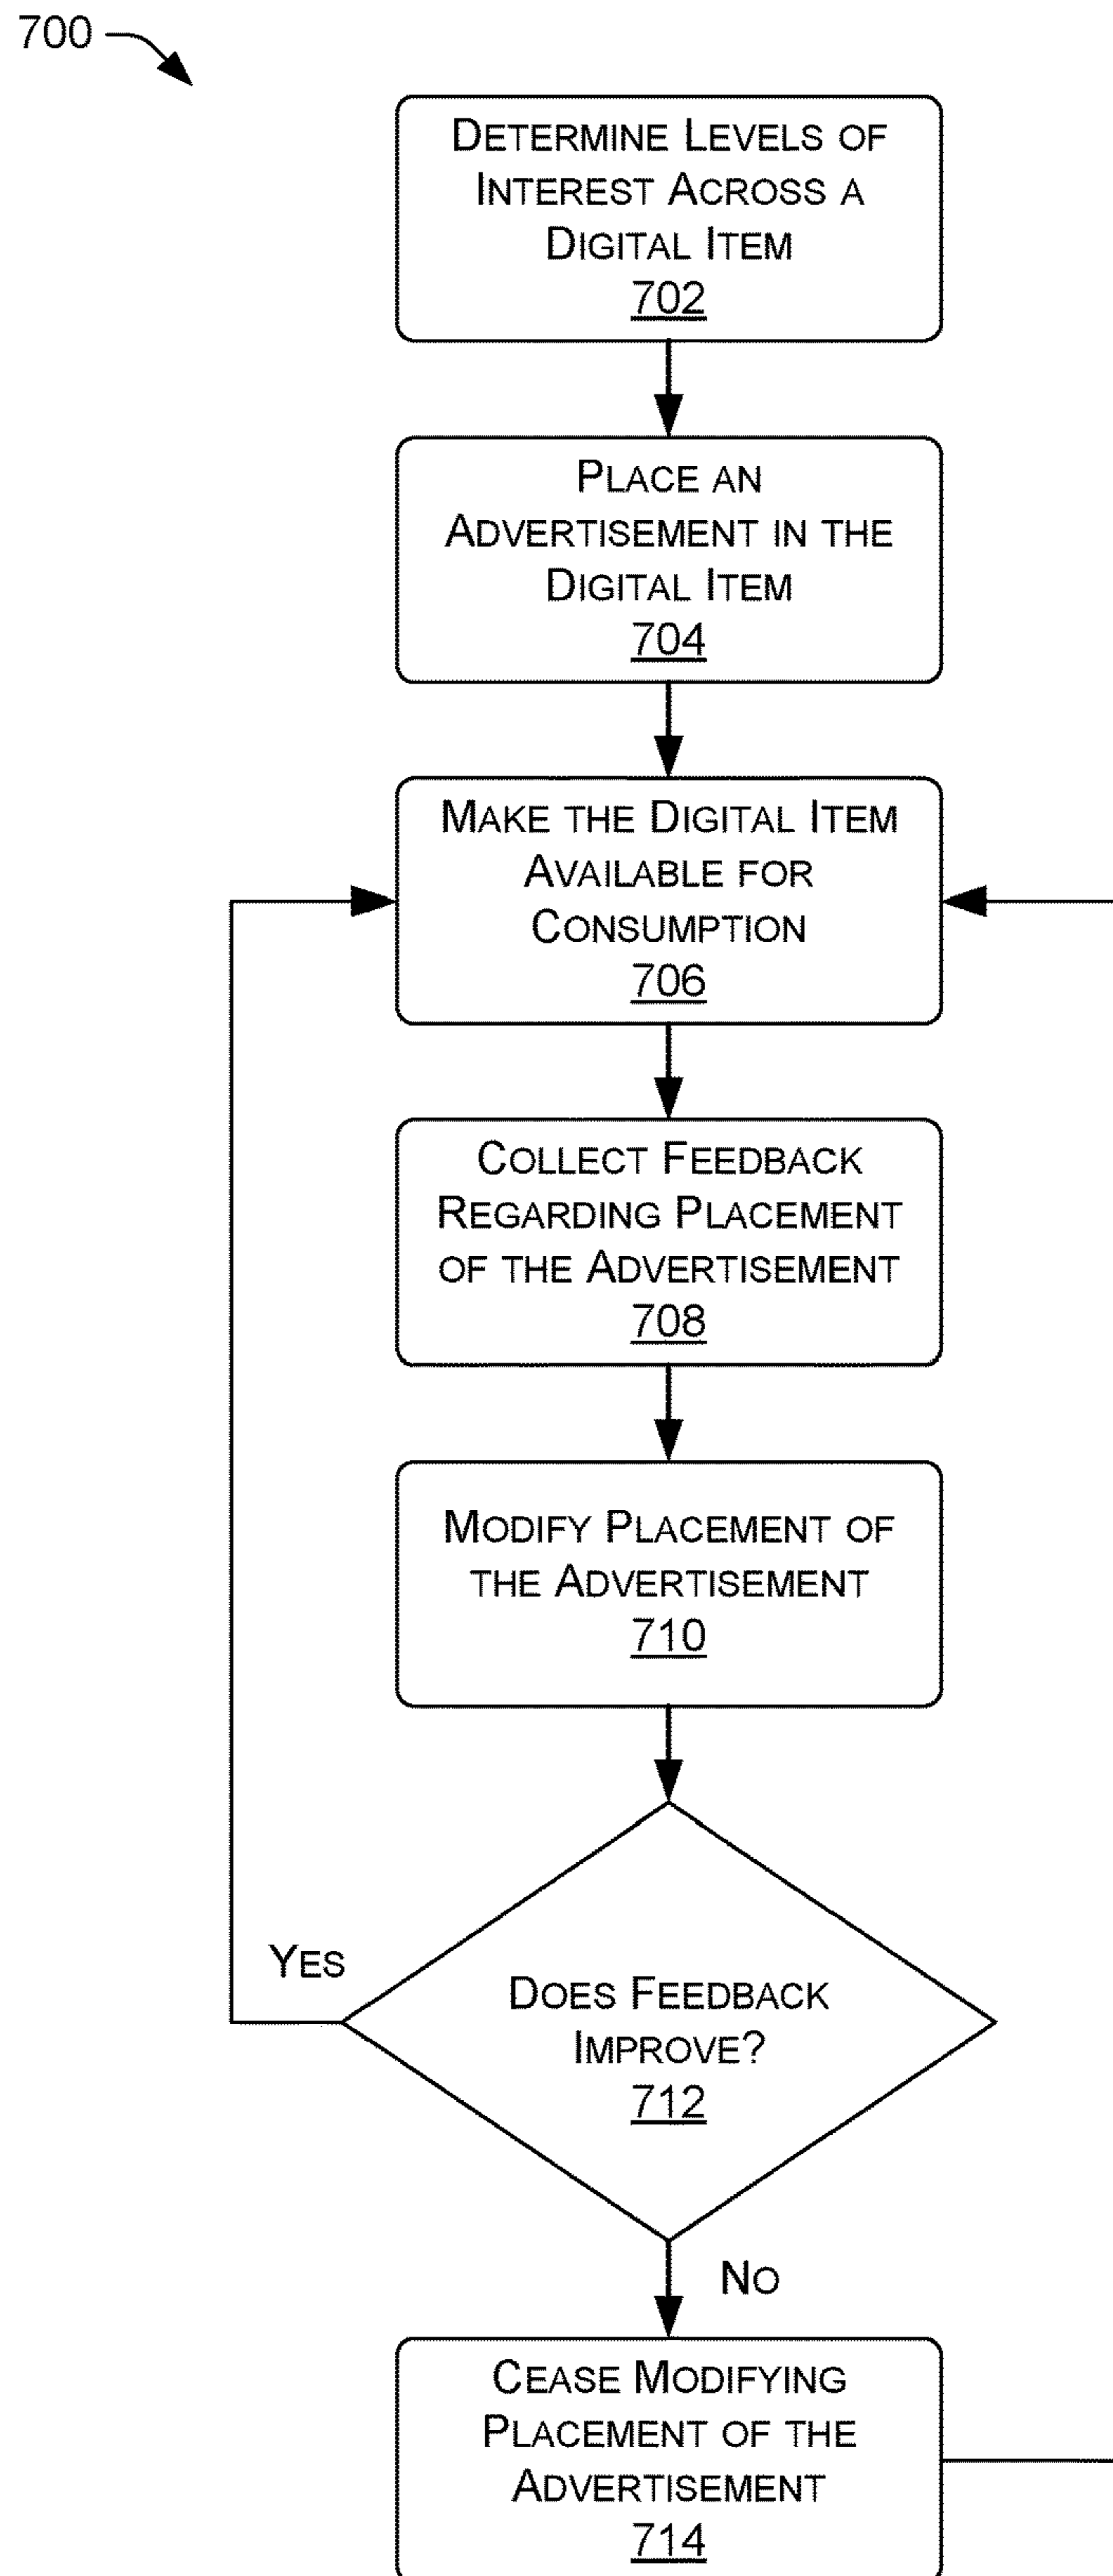 700
DETERMINE LEVELS OF
INTEREST ACROSS A
DIGITAL ITEM
702
PLACE AN
ADVERTISEMENT IN THE
DIGITAL ITEM
704
MAKE THE DIGITAL ITEM
AVAILABLE FOR
CONSUMPTION
706
COLLECT FEEDBACK
REGARDING PLACEMENT
OF THE ADVERTISEMENT
708
MODIFY PLACEMENT OF
THE ADVERTISEMENT
710
YES
DOES FEEDBACK
IMPROVE?
712
NO
CEASE MODIFYING
PLACEMENT OF THE
ADVERTISEMENT
714